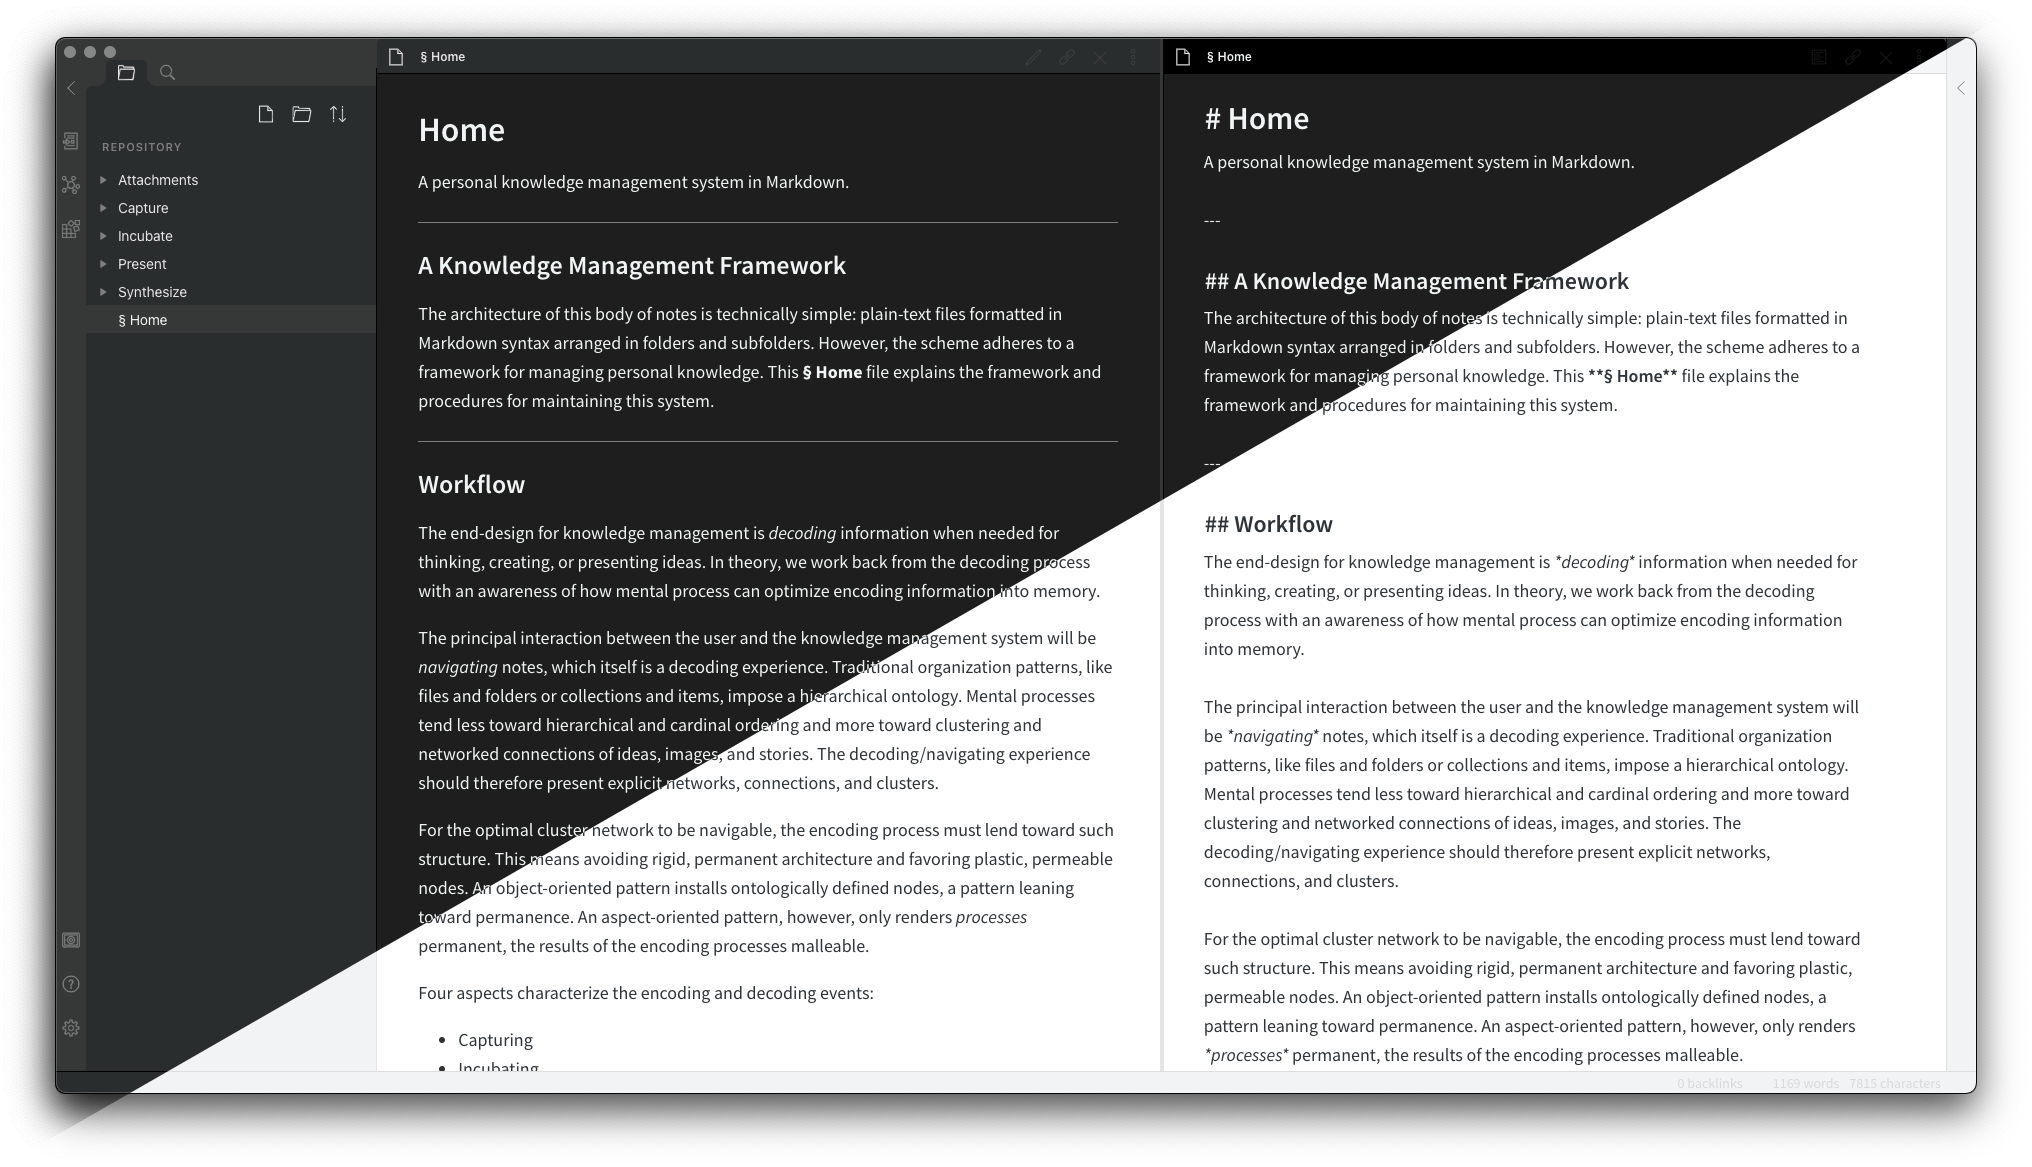 REPOSITORY
Attachments
Capture
Incubate
Present
Synthesize
§ Home
§ Home
Home
A personal knowledge management system in Markdown.
A Knowledge Management Framework
The architecture of this body of notes is technically simple: plain-text files formatted in
Markdown syntax arranged in folders and subfolders. However, the scheme adheres to a
framework for managing personal knowledge. This § Home file explains the framework and
procedures for maintaining this system.
Workflow
The end-design for knowledge management is decoding information when needed for
thinking, creating, or presenting ideas. In theory, we work back from the decoding process
with an awareness of how mental process can optimize encoding information into memory.
The principal interaction between the user and the knowledge management system will be
navigating notes, which itself is a decoding experience. Traditional organization patterns, like
files and folders or collections and items, impose a hierarchical ontology. Mental processes
tend less toward hierarchical and cardinal ordering and more toward clustering and
networked connections of ideas, images, and stories. The decoding/navigating experience
should therefore present explicit networks, connections, and clusters.
For the optimal cluster network to be navigable, the encoding process must lend toward such
structure. This means avoiding rigid, permanent architecture and favoring plastic, permeable
nodes. An object-oriented pattern installs ontologically defined nodes, a pattern leaning
toward permanence. An aspect-oriented pattern, however, only renders processes
permanent, the results of the encoding processes malleable.
Four aspects characterize the encoding and decoding events:
• Capturing
• Incubating
§ Home
# Home
A personal knowledge management system in Markdown.
---
## A Knowledge Management Framework
The architecture of this body of notes is technically simple: plain-text files formatted in
Markdown syntax arranged in folders and subfolders. However, the scheme adheres to a
framework for managing personal knowledge. This **§ Home** file explains the
framework and procedures for maintaining this system.
---
## Workflow
The end-design for knowledge management is *decoding* information when needed for
thinking, creating, or presenting ideas. In theory, we work back from the decoding
process with an awareness of how mental process can optimize encoding information
into memory.
The principal interaction between the user and the knowledge management system will
be *navigating* notes, which itself is a decoding experience. Traditional organization
patterns, like files and folders or collections and items, impose a hierarchical ontology.
Mental processes tend less toward hierarchical and cardinal ordering and more toward
clustering and networked connections of ideas, images, and stories. The
decoding/navigating experience should therefore present explicit networks,
connections, and clusters.
For the optimal cluster network to be navigable, the encoding process must lend toward
such structure. This means avoiding rigid, permanent architecture and favoring plastic,
permeable nodes. An object-oriented pattern installs ontologically defined nodes, a
pattern leaning toward permanence. An aspect-oriented pattern, however, only renders
*processes* permanent, the results of the encoding processes malleable.
0 backlinks 1169 words 7815 characters